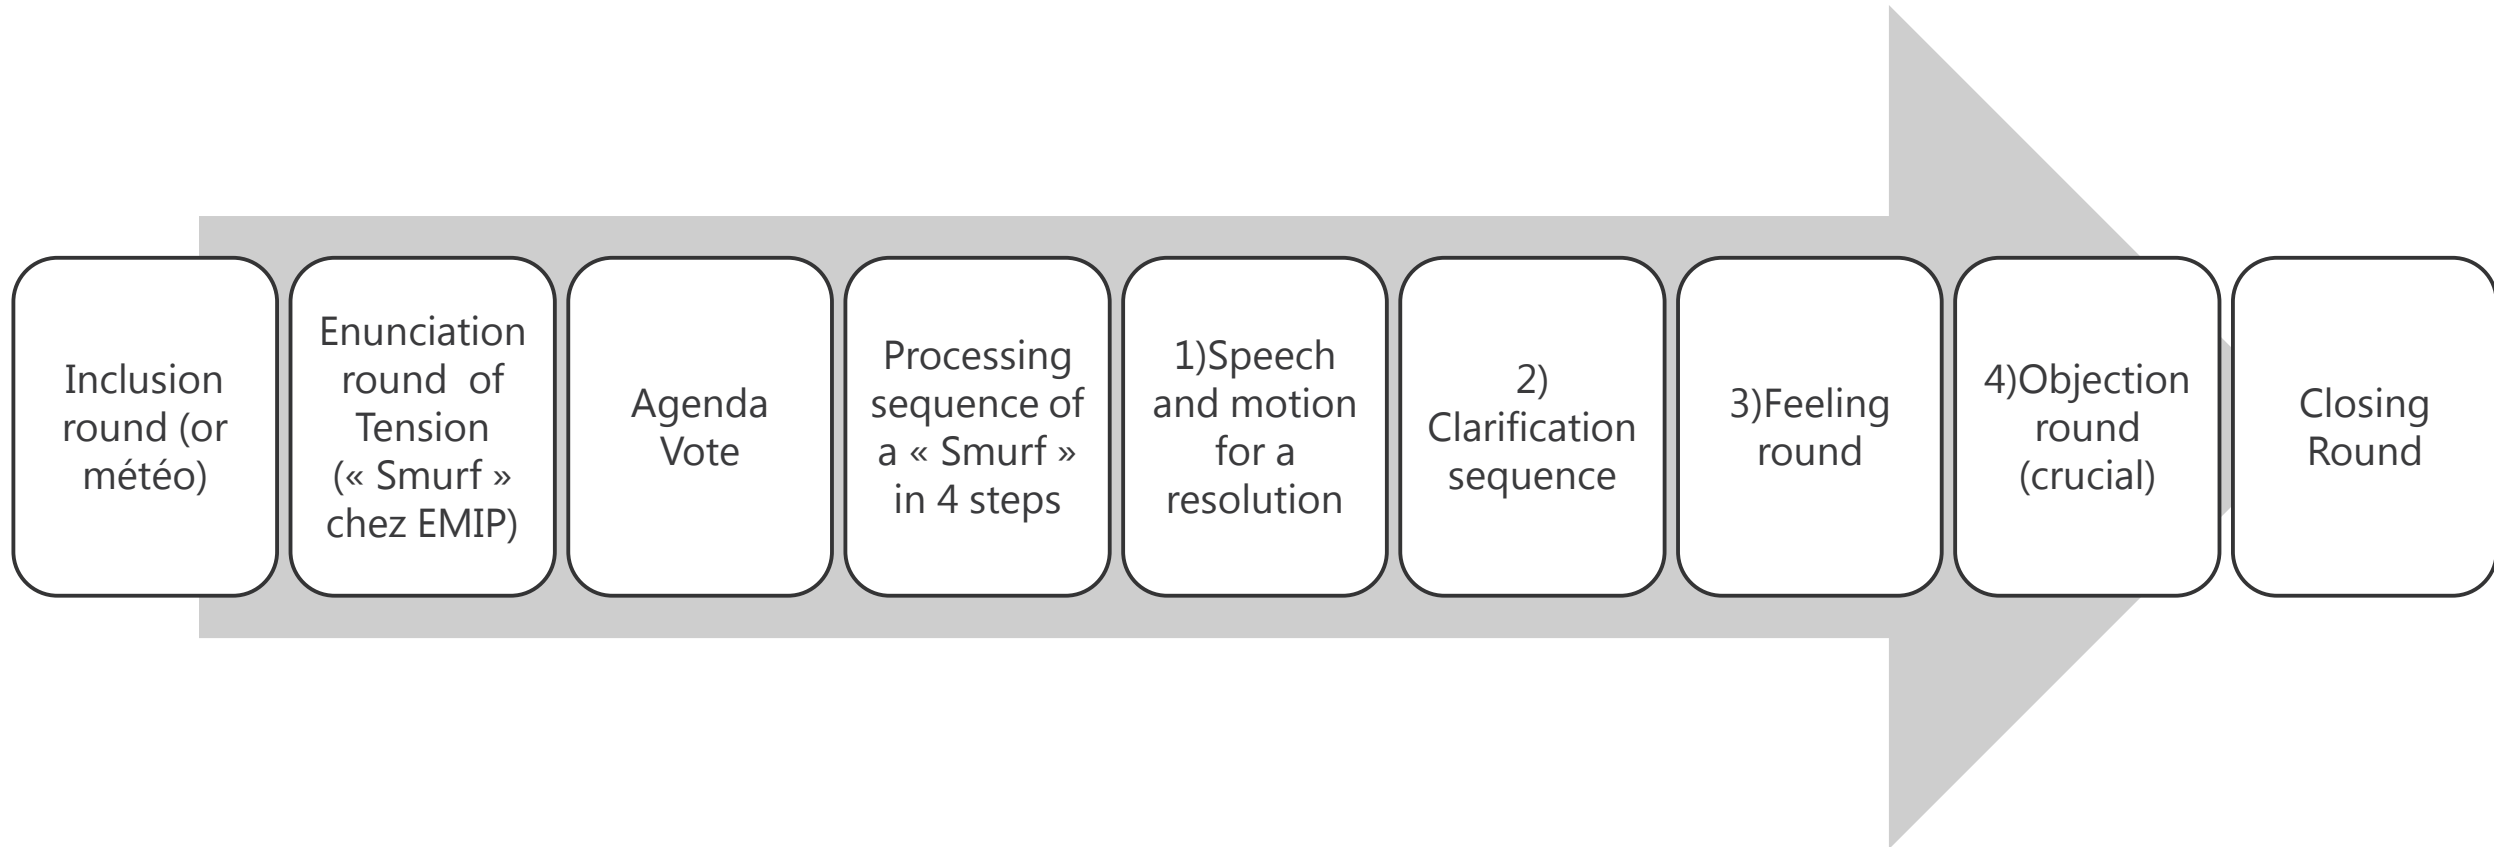 Inclusion
round (or
météo)
Enunciation
round  of
Tension
(« Smurf »
chez EMIP)
Agenda
Vote
Processing
sequence of
a « Smurf »
in 4 steps
1)Speech
and motion
for a
resolution
2)
Clarification
sequence
3)Feeling
round
4)Objection
round
(crucial)
Closing
Round